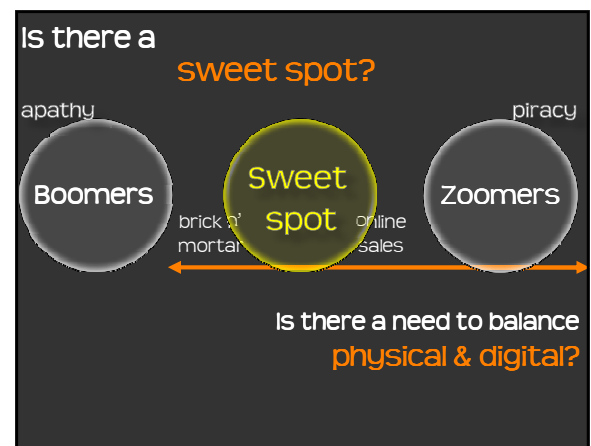 Is there a
sweet spot?
apathy
piracy
Boomers
Sweet
spot
Zoomers
brick n'
mortar
online
sales
Is there a need to balance
physical & digital?